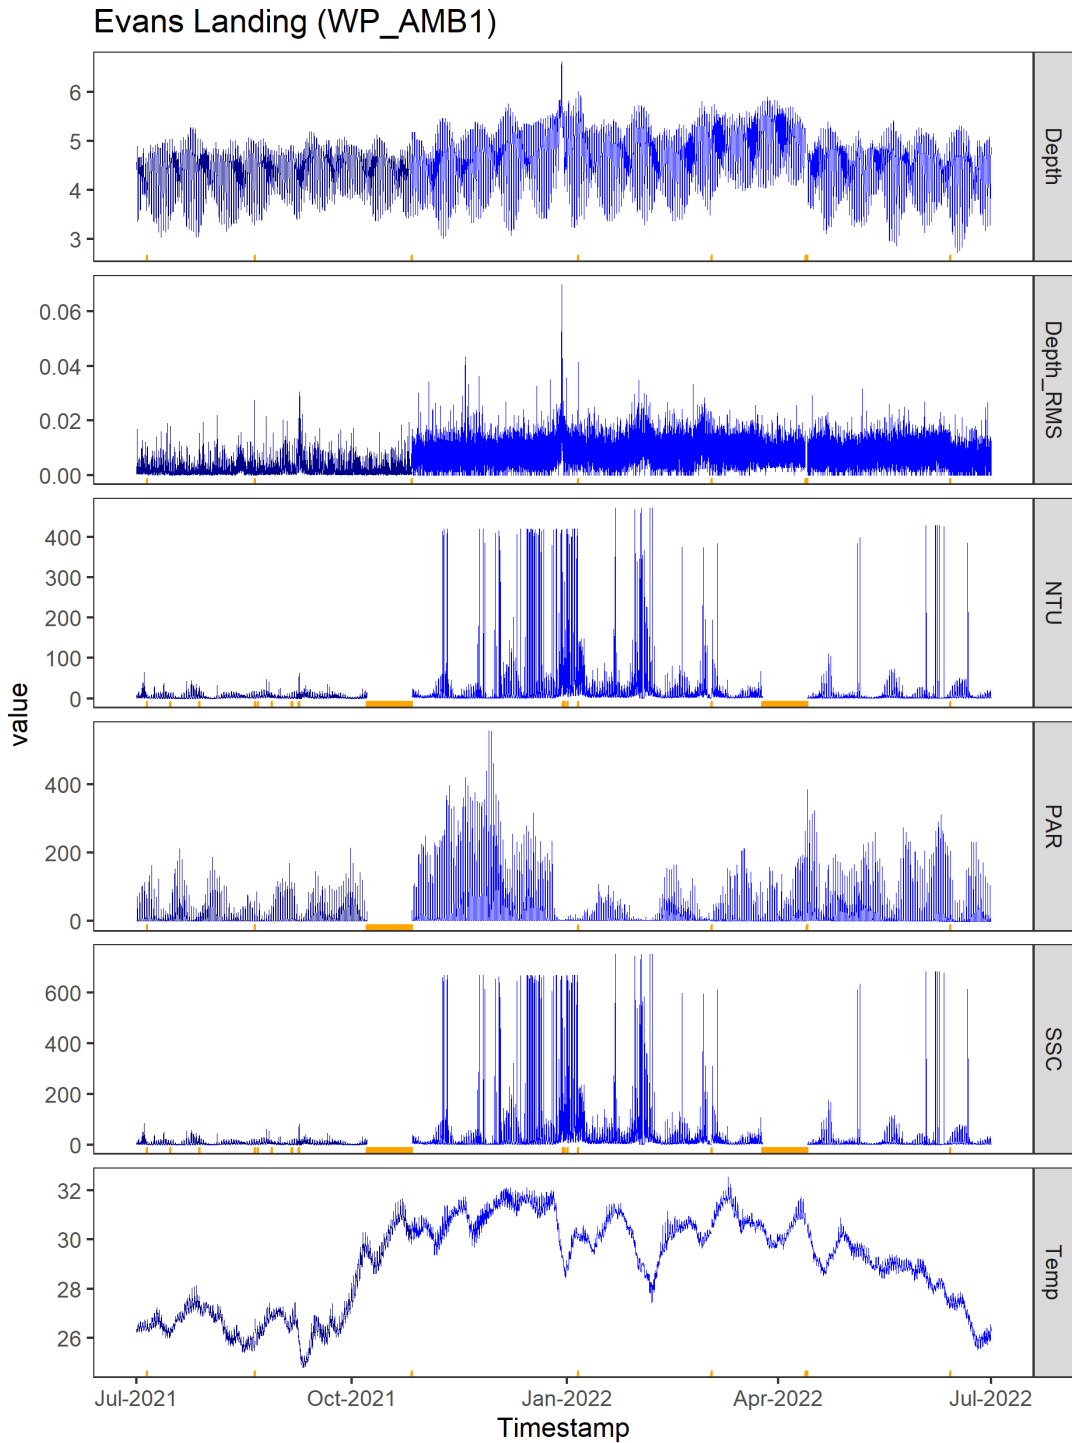 Evans Landing (WP_AMB1)
6
5
4
3
Depth
0.06
0.04
0.02
0.00
Depth_RMS
400
300
200
100
0
NTU
value
400
200
0
PAR
600
400
200
0
SSC
32
30
28
26
Temp
Jul-2021 Oct-2021 Jan-2022 Apr-2022 Jul-2022
Timestamp